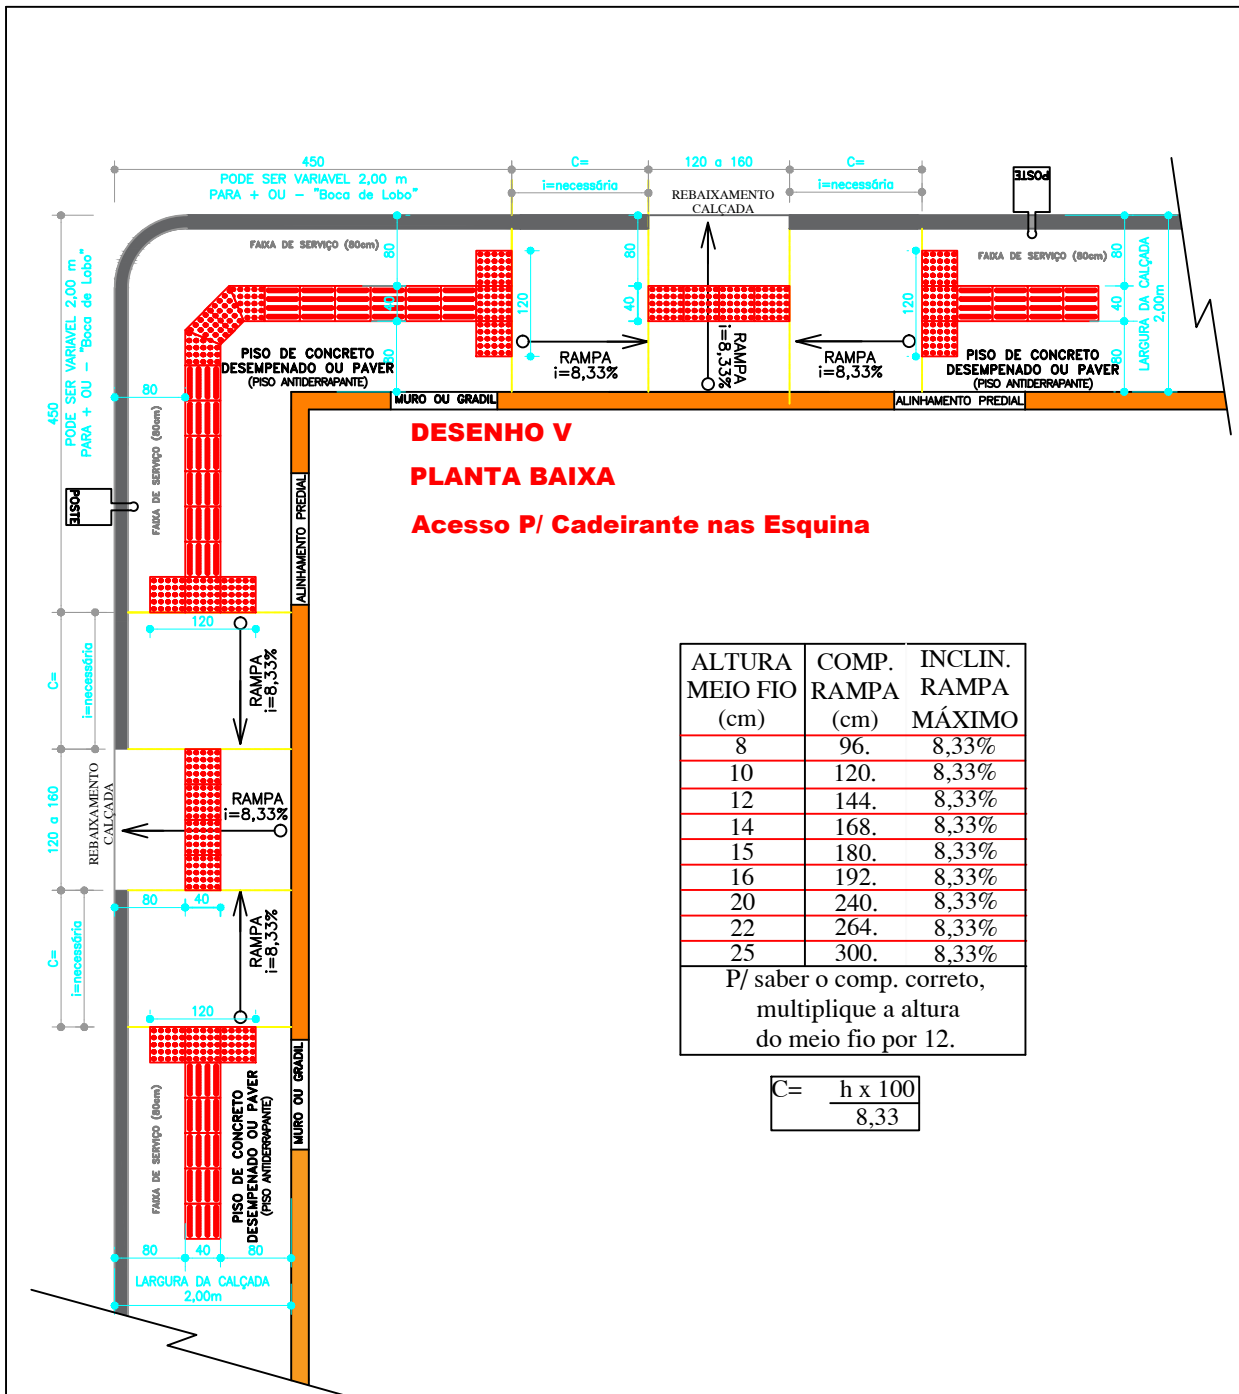 450
C=
120 a 160
C=
PODE SER VARIAVEL 2,00 m
PARA + OU - "Boca de Lobo"
i=necessária
i=necessária
REBAIXAMENTO
CALÇADA
POSTE
FAIXA DE SERVIÇO (80cm)
FAIXA DE SERVIÇO (80cm)
80
80
80
40
40
40
80
80
120
120
LARGURA DA CALÇADA
2,00m
RAMPA
i=8,33%
RAMPA
i=8,33%
RAMPA
i=8,33%
PISO DE CONCRETO
DESEMPENADO OU PAVER
(PISO ANTIDERRAPANTE)
PISO DE CONCRETO
DESEMPENADO OU PAVER
(PISO ANTIDERRAPANTE)
MURO OU GRADIL
ALINHAMENTO PREDIAL
450
PODE SER VARIAVEL 2,00 m
PARA + OU - "Boca de Lobo"
80
FAIXA DE SERVIÇO (80cm)
POSTE
ALINHAMENTO PREDIAL
DESENHO V
PLANTA BAIXA
Acesso P/ Cadeirante nas Esquina
120
C=
i=necessária
RAMPA
i=8,33%
120 a 160
REBAIXAMENTO
CALÇADA
RAMPA
i=8,33%
80
40
C=
i=necessária
RAMPA
i=8,33%
120
FAIXA DE SERVIÇO (80cm)
PISO DE CONCRETO
DESEMPENADO OU PAVER
(PISO ANTIDERRAPANTE)
MURO OU GRADIL
80
40
80
LARGURA DA CALÇADA
2,00m
ALTURA COMP. INCLIN.
MEIO FIO RAMPA RAMPA
(cm) (cm) MÁXIMO
8 96. 8,33%
10 120. 8,33%
12 144. 8,33%
14 168. 8,33%
15 180. 8,33%
16 192. 8,33%
20 240. 8,33%
22 264. 8,33%
25 300. 8,33%
P/ saber o comp. correto,
multiplique a altura
do meio fio por 12.
C= h x 100
8,33